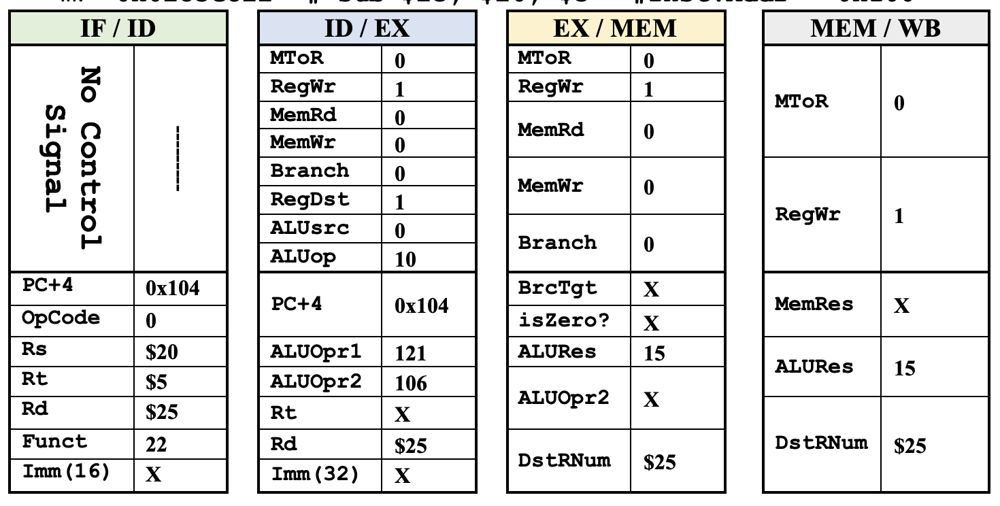 IF / ID
No Control
Signal
--------
PC+4 0x104
OpCode 0
Rs $20
Rt $5
Rd $25
Funct 22
Imm(16) X
ID / EX
MToR 0
RegWr 1
MemRd 0
MemWr 0
Branch 0
RegDst 1
ALUsrc 0
ALUop 10
PC+4 0x104
ALUOpr1 121
ALUOpr2 106
Rt X
Rd $25
Imm(32) X
EX / MEM
MToR 0
RegWr 1
MemRd 0
MemWr 0
Branch 0
BrcTgt X
isZero? X
ALURes 15
ALUOpr2 X
DstRNum $25
MEM / WB
MToR 0
RegWr 1
MemRes X
ALURes 15
DstRNum $25